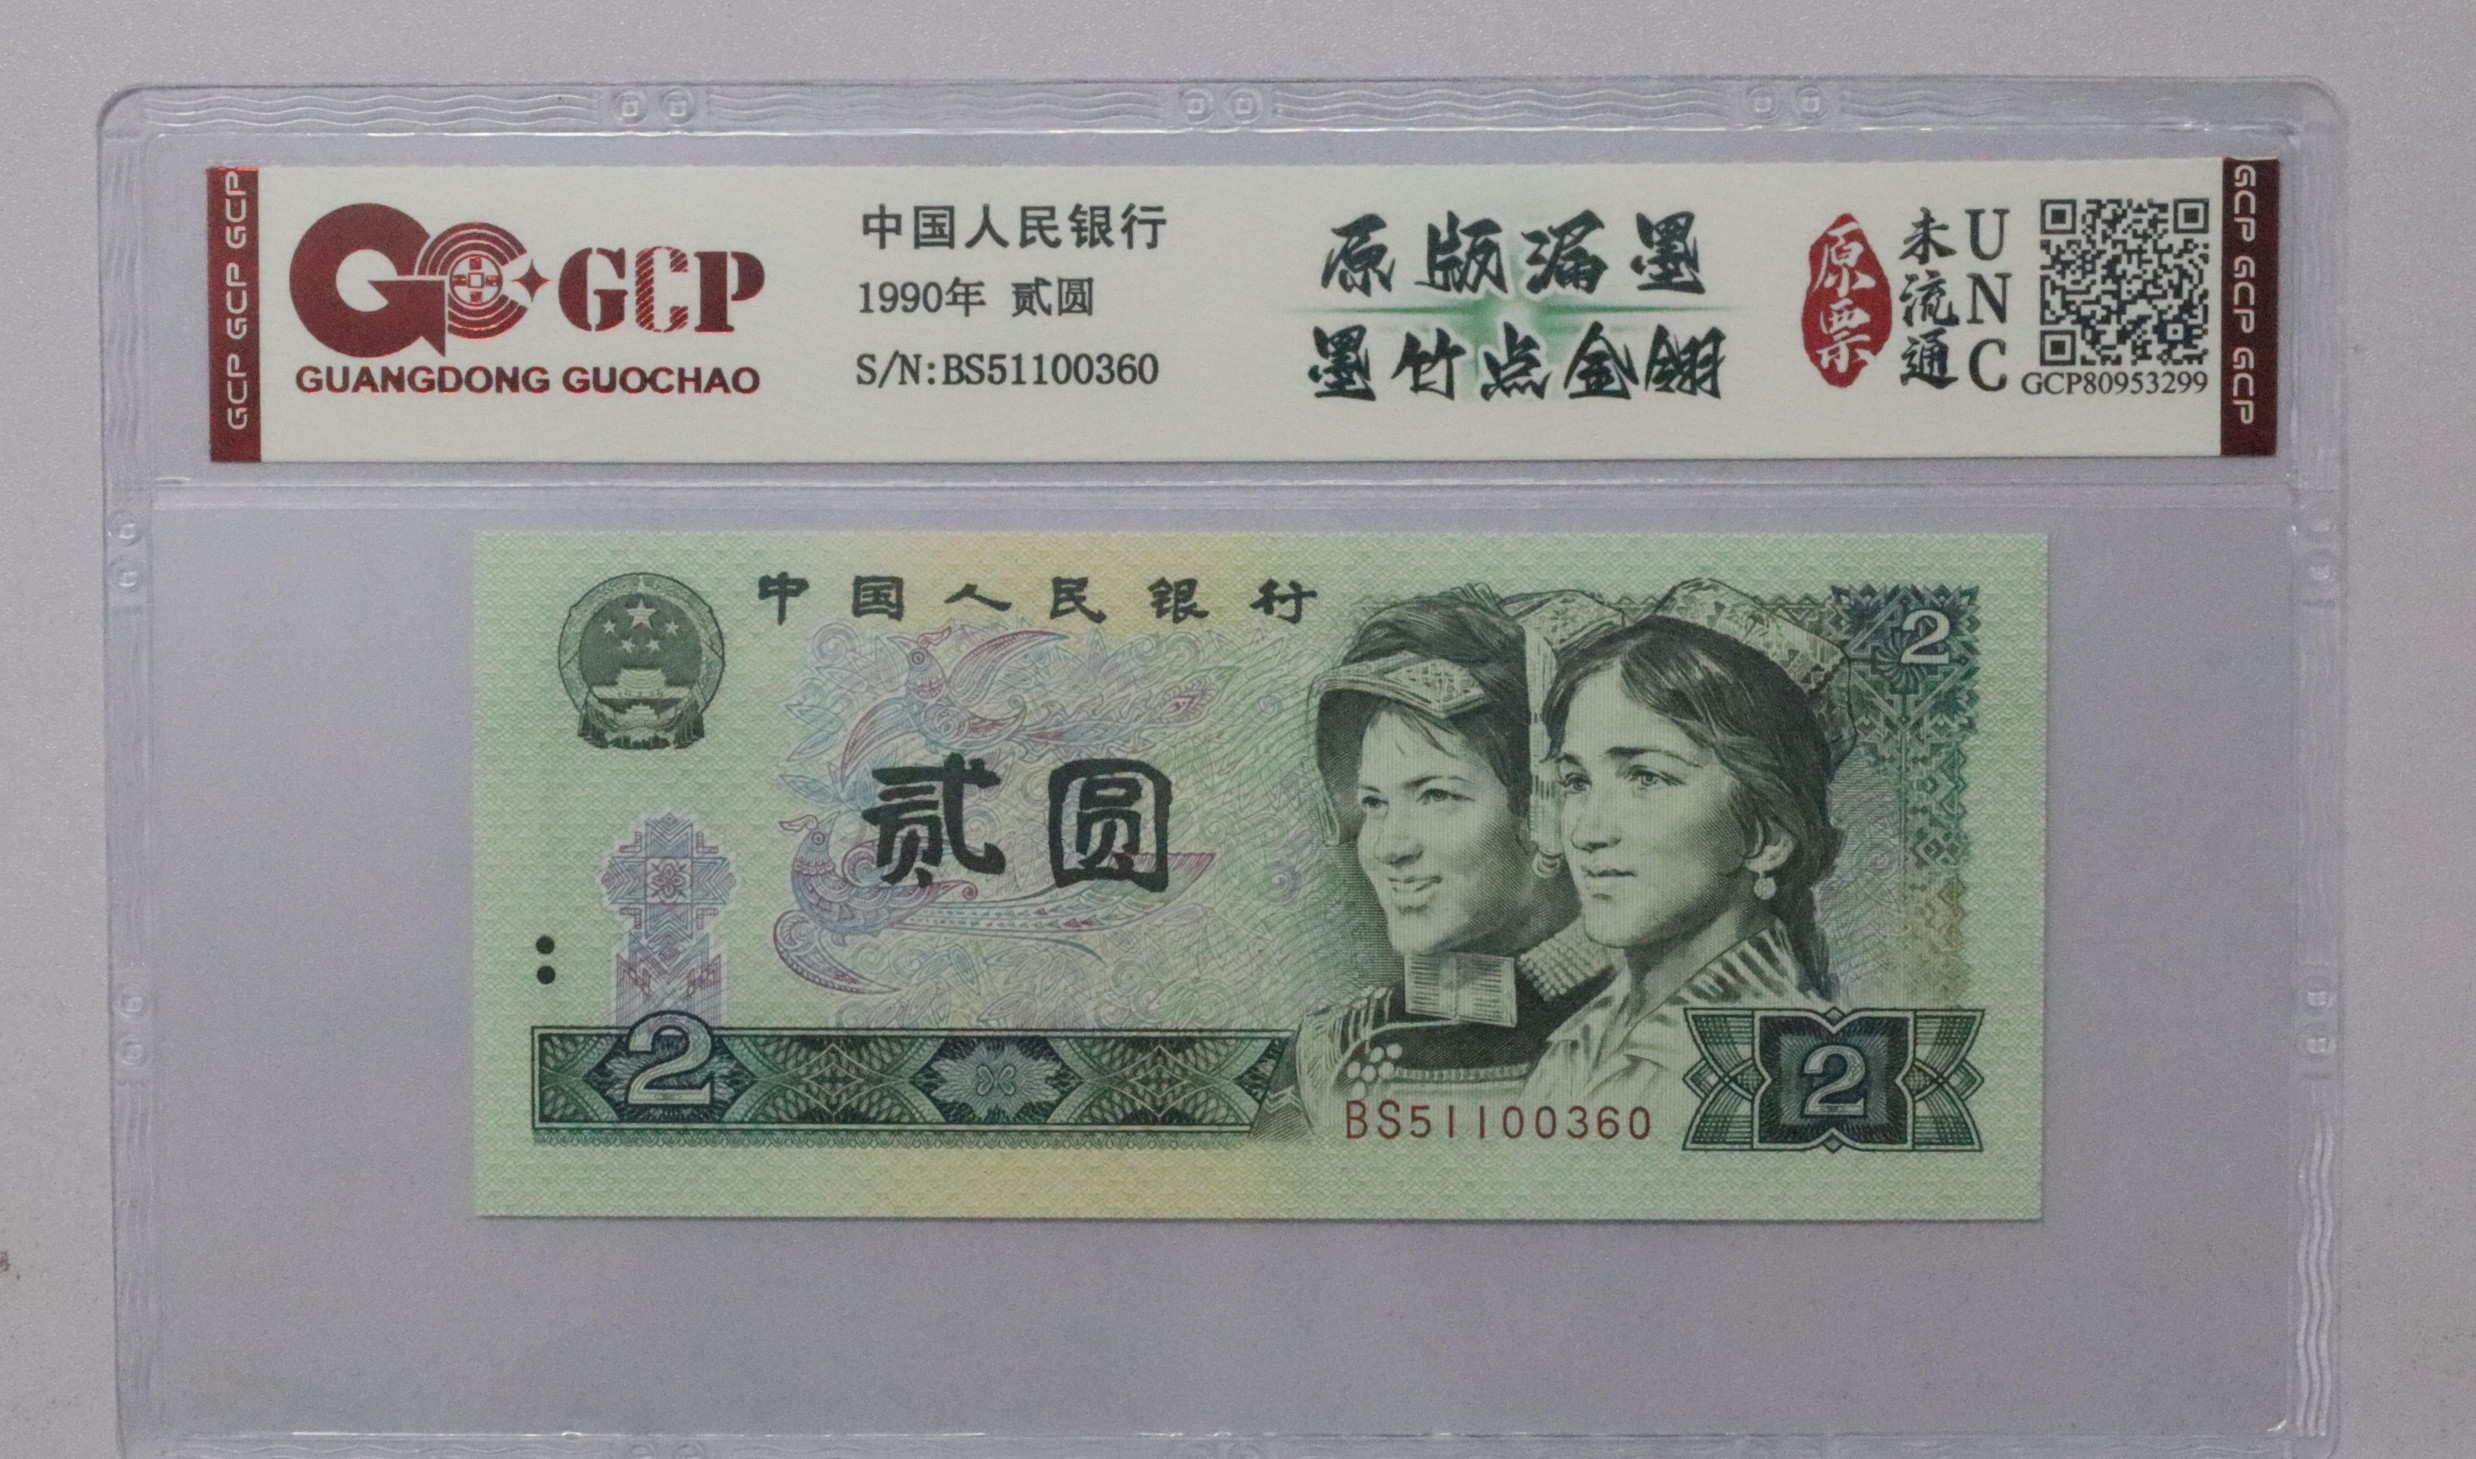 GCP GCP GCP
GCP
GUANGDONG GUOCHAO
中国人民银行
1990年 贰圆
S/N:BS51100360
原版漏墨
墨竹点金翎
原票
未流通
UNC
GCP80953299
GCP GCP GCP
中国人民银行
2
贰圆
2
BS51100360
2